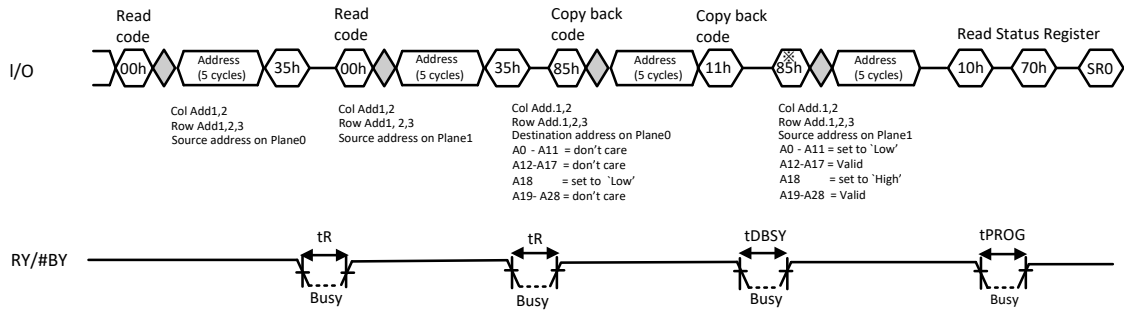 Read
code
Read
code
Copy back
code
Copy back
code
Read Status Register
I/O
00h
Address
(5 cycles)
35h
00h
Address
(5 cycles)
35h
85h
Address
(5 cycles)
11h
※
85h
Address
(5 cycles)
10h
70h
SR0
Col Add1,2
Row Add1,2,3
Source address on Plane0
Col Add1,2
Row Add1, 2,3
Source address on Plane1
Col Add.1,2
Row Add.1,2,3
Destination address on Plane0
A0 - A11 = don't care
A12-A17 = don't care
A18 = set to `Low'
A19- A28 = don't care
Col Add.1,2
Row Add.1,2,3
Source address on Plane1
A0 - A11 = set to `Low'
A12-A17 = Valid
A18 = set to `High'
A19-A28 = Valid
RY/#BY
tR
Busy
tR
Busy
tDBSY
Busy
tPROG
Busy